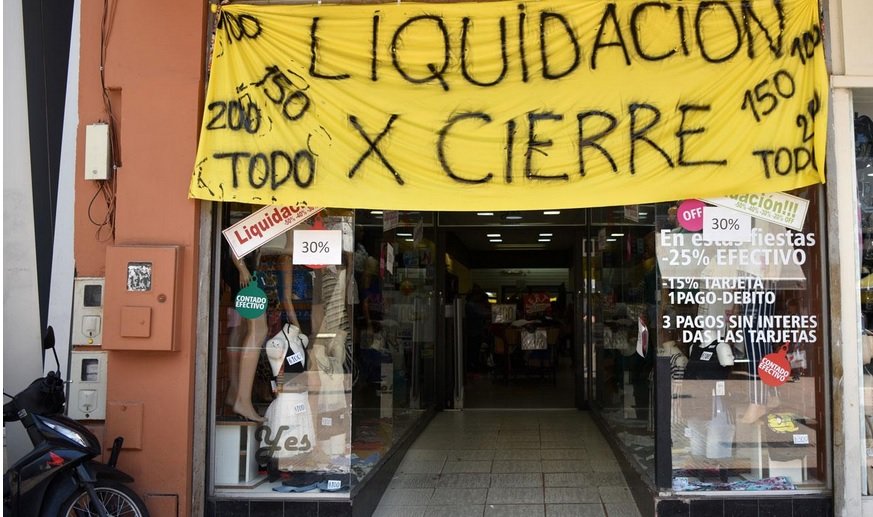 100
LIQUIDACION
100
150
200
150
TODO
X CIERRE
TODO
Liquidación
30%
CONTADO
EFECTIVO
Yes
OFF
liquidación!!!
30%
En estas fiestas
-25% EFECTIVO
-15% TARJETA
1PAGO-DEBITO
3 PAGOS SIN INTERES
DAS LAS TARJETAS
CONTADO
EFECTIVO